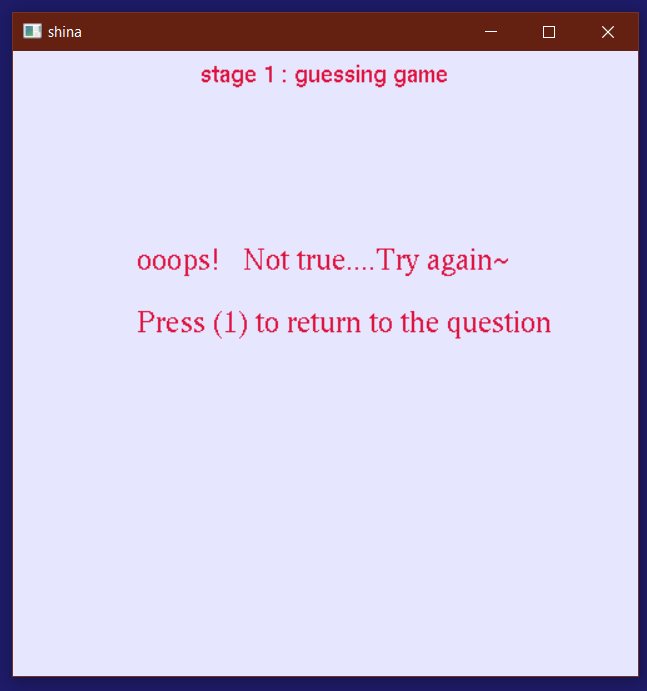 shina
stage 1 : guessing game
ooops!   Not true....Try again~
Press (1) to return to the question